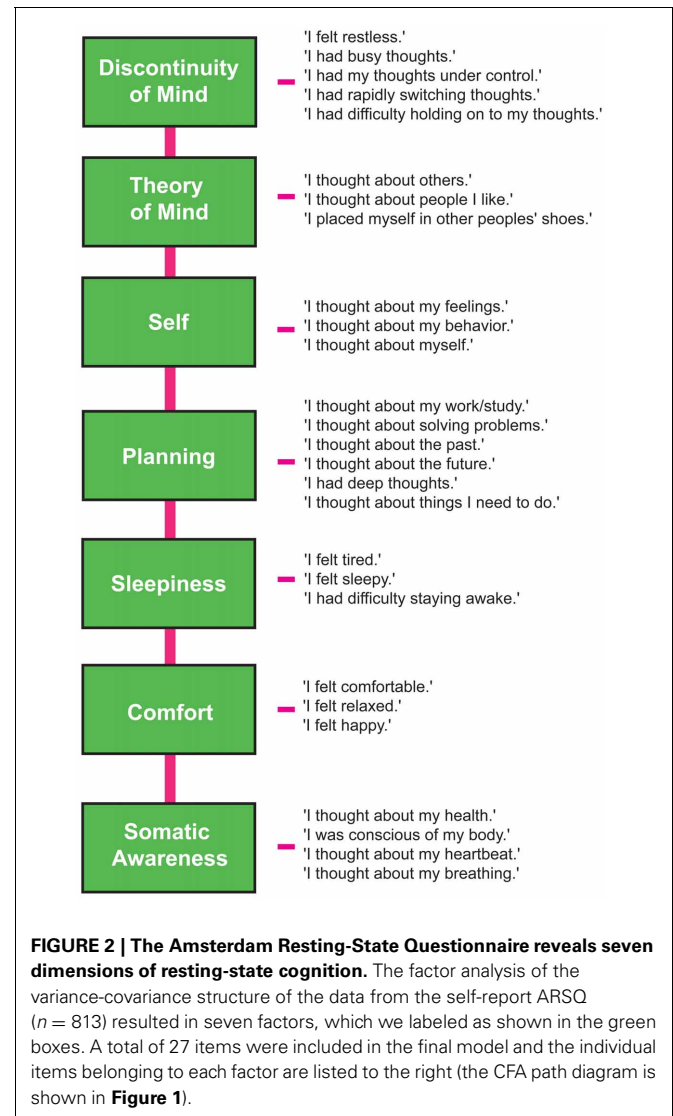 Discontinuity
of Mind
'I felt restless.'
'I had busy thoughts.'
'I had my thoughts under control.'
'I had rapidly switching thoughts.'
'I had difficulty holding on to my thoughts.'
Theory
of Mind
'I thought about others.'
'I thought about people I like.'
'I placed myself in other peoples' shoes.'
Self
'I thought about my feelings.'
'I thought about my behavior.'
'I thought about myself.'
Planning
'I thought about my work/study.'
'I thought about solving problems.'
'I thought about the past.'
'I thought about the future.'
'I had deep thoughts.'
'I thought about things I need to do.'
Sleepiness
'I felt tired.'
'I felt sleepy.'
'I had difficulty staying awake.'
Comfort
'I felt comfortable.'
'I felt relaxed.'
'I felt happy.'
Somatic
Awareness
'I thought about my health.'
'I was conscious of my body.'
'I thought about my heartbeat.'
'I thought about my breathing.'
FIGURE 2 | The Amsterdam Resting-State Questionnaire reveals seven
dimensions of resting-state cognition. The factor analysis of the
variance-covariance structure of the data from the self-report ARSQ
(n = 813) resulted in seven factors, which we labeled as shown in the green
boxes. A total of 27 items were included in the final model and the individual
items belonging to each factor are listed to the right (the CFA path diagram is
shown in Figure 1).